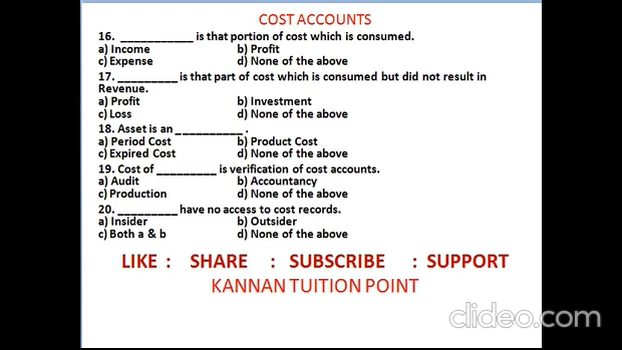 COST ACCOUNTS
16. ___________ is that portion of cost which is consumed.
a) Income b) Profit
c) Expense d) None of the above
17. _________ is that part of cost which is consumed but did not result in
Revenue.
a) Profit b) Investment
c) Loss d) None of the above
18. Asset is an __________ .
a) Period Cost b) Product Cost
c) Expired Cost d) None of the above
19. Cost of _________ is verification of cost accounts.
a) Audit b) Accountancy
c) Production d) None of the above
20. _________ have no access to cost records.
a) Insider b) Outsider
c) Both a & b d) None of the above
LIKE : SHARE : SUBSCRIBE : SUPPORT
KANNAN TUITION POINT
clideo.com